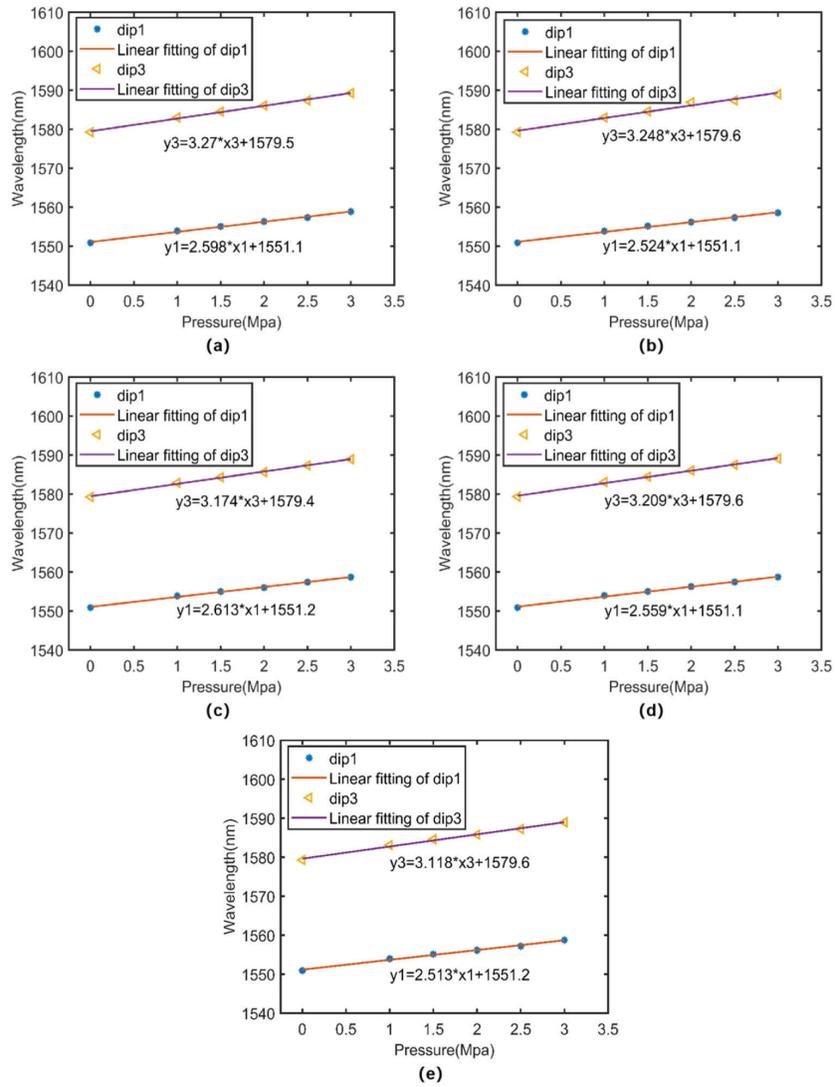 1610
1600
1590
1580
1570
1560
1550
1540
Wavelength(nm)
dip1
Linear fitting of dip1
dip3
Linear fitting of dip3
y3=3.27*x3+1579.5
y1=2.598*x1+1551.1
0 0.5 1 1.5 2 2.5 3 3.5
Pressure(Mpa)
(a)
1610
1600
1590
1580
1570
1560
1550
1540
Wavelength(nm)
dip1
Linear fitting of dip1
dip3
Linear fitting of dip3
y3=3.248*x3+1579.6
y1=2.524*x1+1551.1
0 0.5 1 1.5 2 2.5 3 3.5
Pressure(Mpa)
(b)
1610
1600
1590
1580
1570
1560
1550
1540
Wavelength(nm)
dip1
Linear fitting of dip1
dip3
Linear fitting of dip3
y3=3.174*x3+1579.4
y1=2.613*x1+1551.2
0 0.5 1 1.5 2 2.5 3 3.5
Pressure(Mpa)
(c)
1610
1600
1590
1580
1570
1560
1550
1540
Wavelength(nm)
dip1
Linear fitting of dip1
dip3
Linear fitting of dip3
y3=3.209*x3+1579.6
y1=2.559*x1+1551.1
0 0.5 1 1.5 2 2.5 3 3.5
Pressure(Mpa)
(d)
1610
1600
1590
1580
1570
1560
1550
1540
Wavelength(nm)
dip1
Linear fitting of dip1
dip3
Linear fitting of dip3
y3=3.118*x3+1579.6
y1=2.513*x1+1551.2
0 0.5 1 1.5 2 2.5 3 3.5
Pressure(Mpa)
(e)